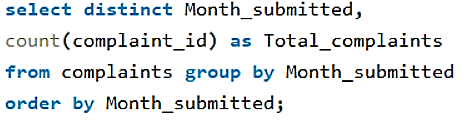 select distinct Month_submitted,
count(complaint_id) as Total_complaints
from complaints group by Month_submitted
order by Month_submitted;